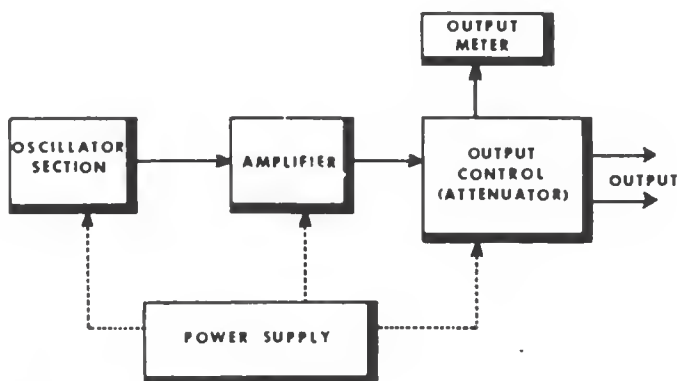 OUTPUT
METER
OSCILLATOR
SECTION
AMPLIFIER
OUTPUT
CONTROL
(ATTENUATOR)
OUTPUT
POWER SUPPLY